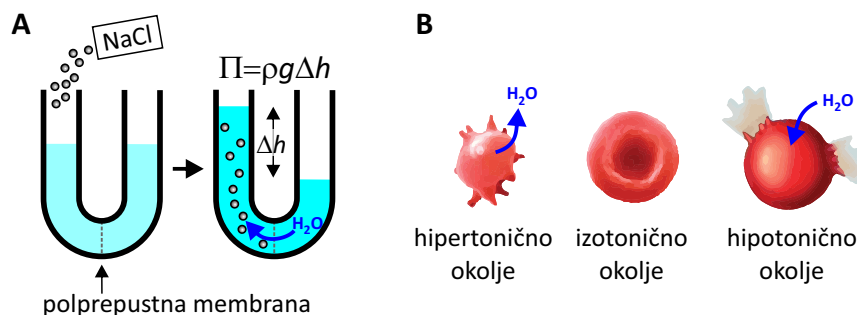 A
NaCl
Π=ρgΔh
Δh
H₂O
polprepustna membrana
B
H₂O
H₂O
hipertonično
okolje
izotonično
okolje
hipotonično
okolje